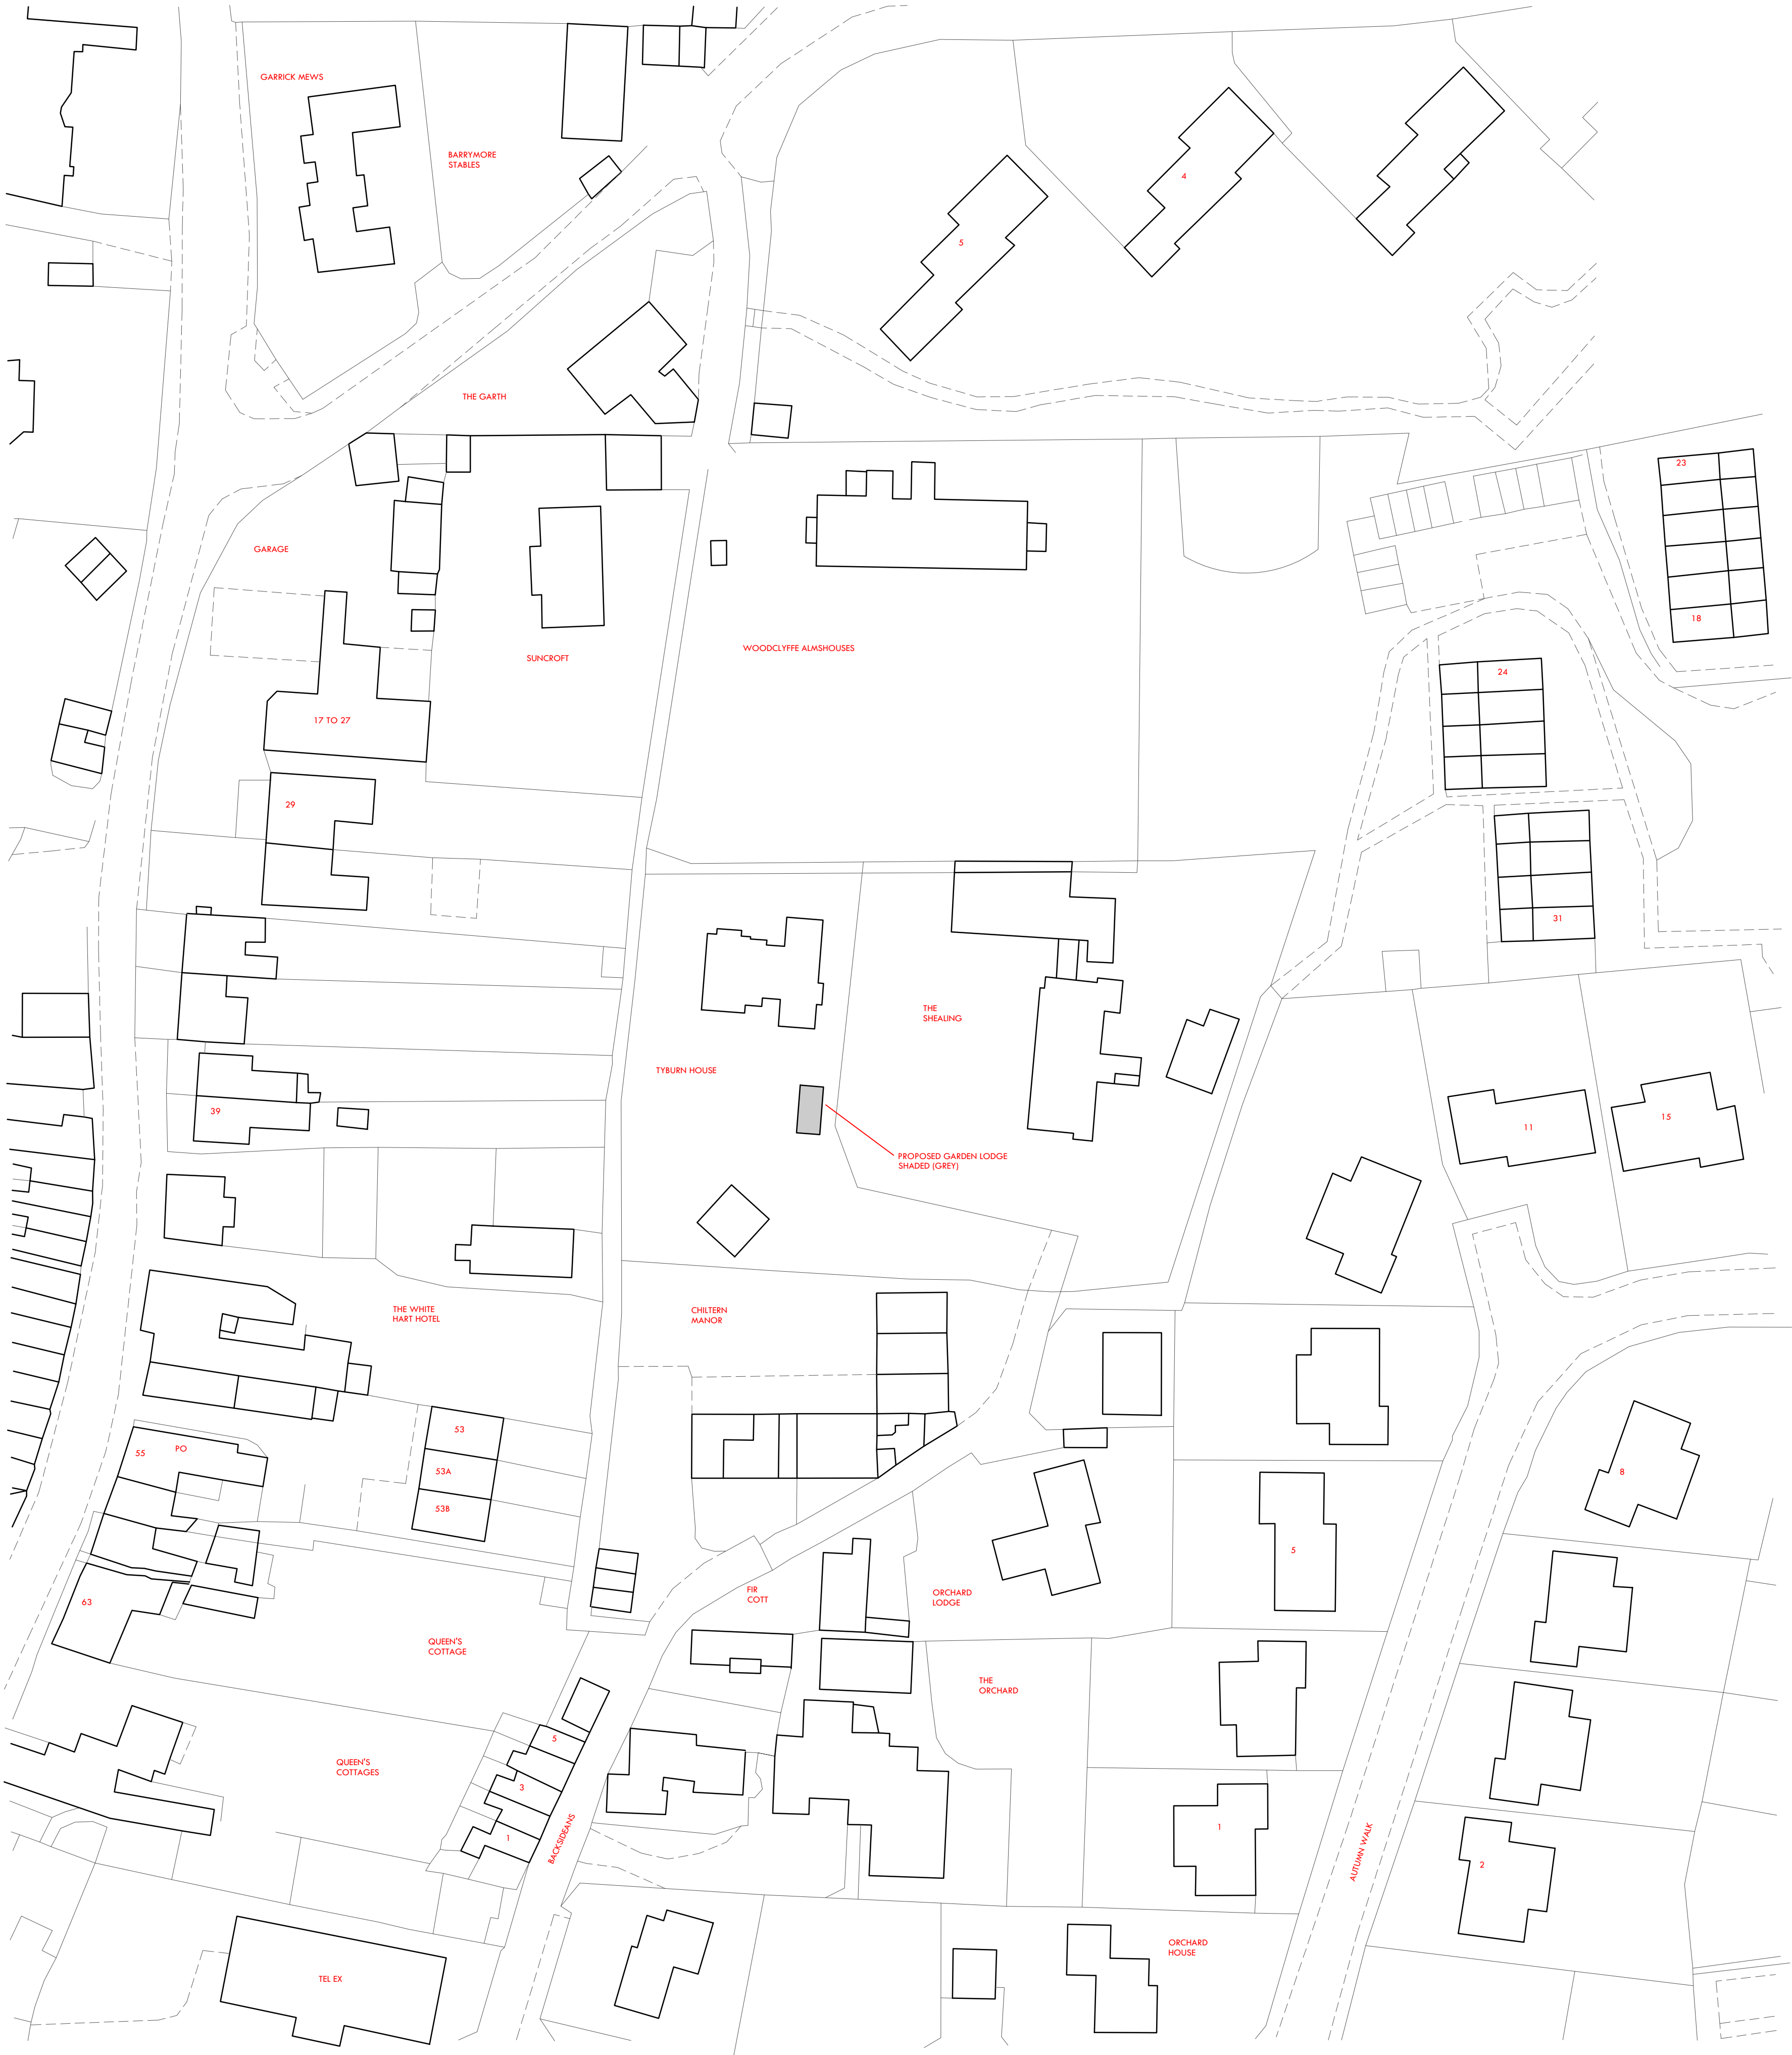 GARRICK MEWS
BARRYMORE
STABLES
4
5
THE GARTH
23
GARAGE
18
WOODCLYFFE ALMSHOUSES
SUNCROFT
24
17 TO 27
29
31
THE
SHEALING
TYBURN HOUSE
39
15
11
PROPOSED GARDEN LODGE
SHADED (GREY)
THE WHITE
HART HOTEL
CHILTERN
MANOR
53
PO
55
53A
8
53B
5
FIR
COTT
ORCHARD
LODGE
63
QUEEN'S
COTTAGE
THE
ORCHARD
5
QUEEN'S
COTTAGES
3
1
1
BACKSIDEANS
AUTUMN WALK
2
ORCHARD
HOUSE
TEL EX